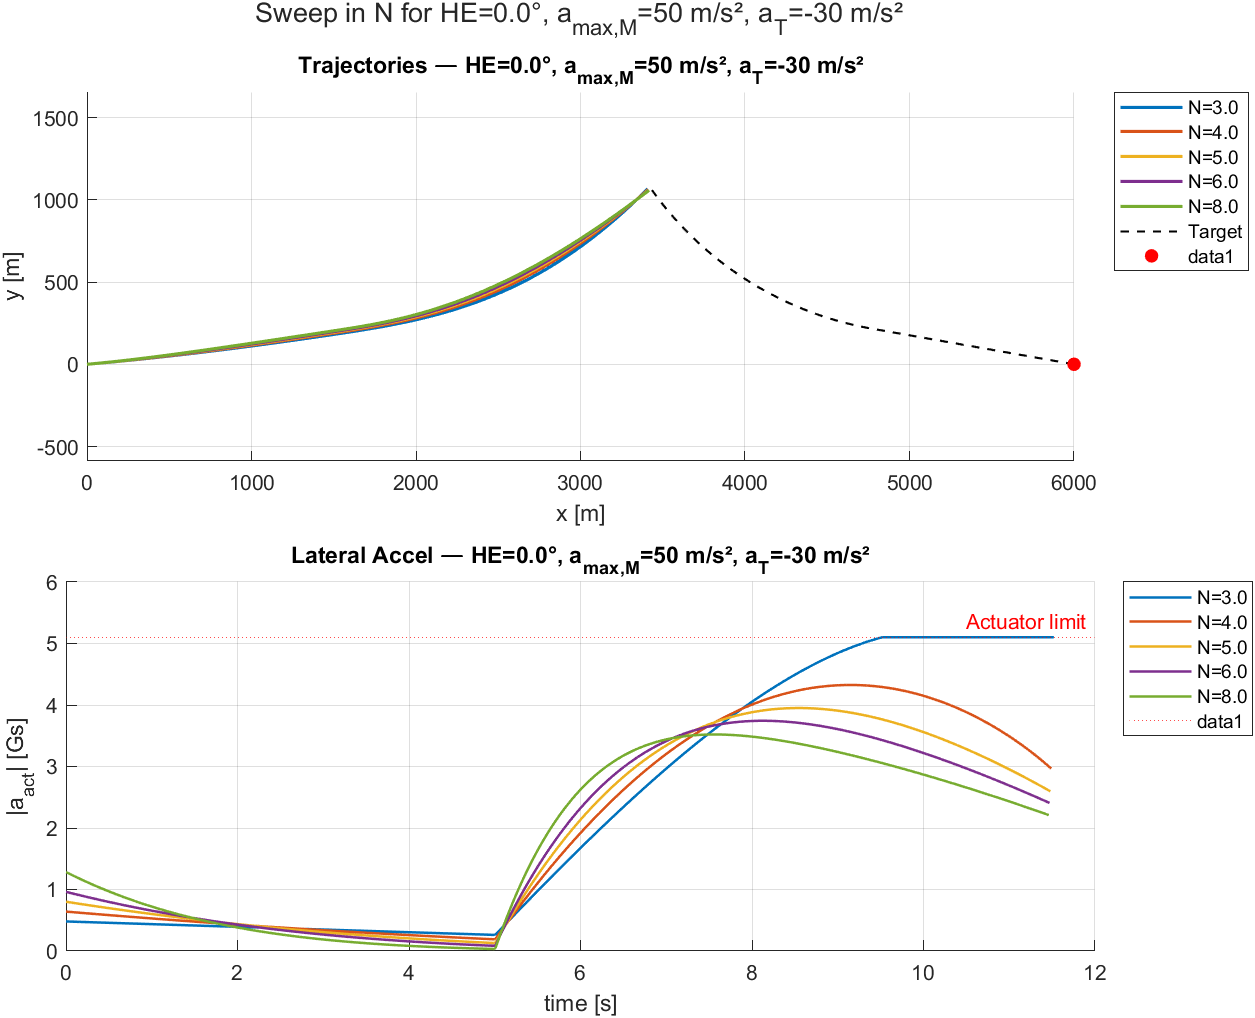 Sweep in N for HE=0.0°, a_max,M=50 m/s², a_T=-30 m/s²
Trajectories — HE=0.0°, a_max,M=50 m/s², a_T=-30 m/s²
1500
1000
500
0
-500
y [m]
0 1000 2000 3000 4000 5000 6000
x [m]
N=3.0
N=4.0
N=5.0
N=6.0
N=8.0
Target
data1
Lateral Accel — HE=0.0°, a_max,M=50 m/s², a_T=-30 m/s²
6
5
4
3
2
1
0
|a_act| [Gs]
Actuator limit
0 2 4 6 8 10 12
time [s]
N=3.0
N=4.0
N=5.0
N=6.0
N=8.0
data1